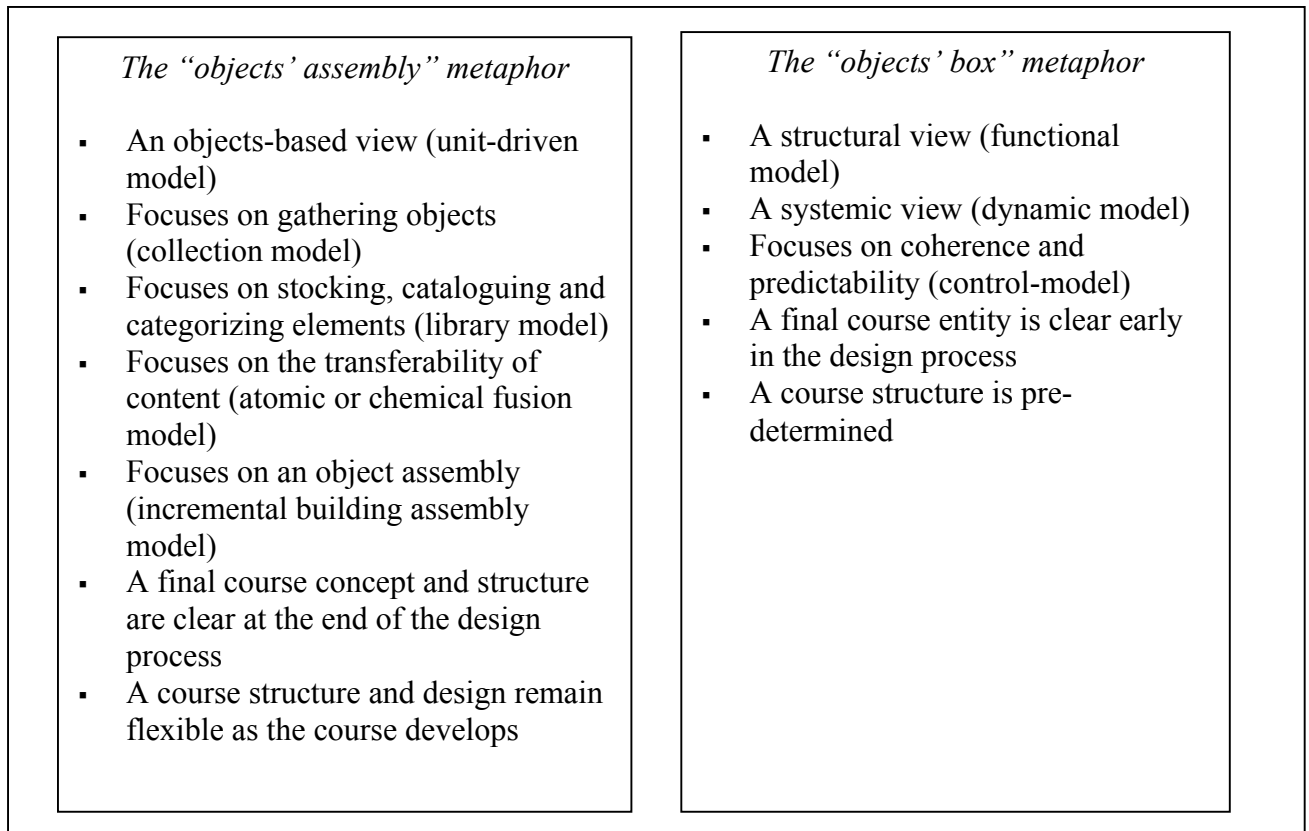 The “objects’ assembly” metaphor
▪ An objects-based view (unit-driven
model)
▪ Focuses on gathering objects
(collection model)
▪ Focuses on stocking, cataloguing and
categorizing elements (library model)
▪ Focuses on the transferability of
content (atomic or chemical fusion
model)
▪ Focuses on an object assembly
(incremental building assembly
model)
▪ A final course concept and structure
are clear at the end of the design
process
▪ A course structure and design remain
flexible as the course develops
The “objects’ box” metaphor
▪ A structural view (functional
model)
▪ A systemic view (dynamic model)
▪ Focuses on coherence and
predictability (control-model)
▪ A final course entity is clear early
in the design process
▪ A course structure is pre-
determined